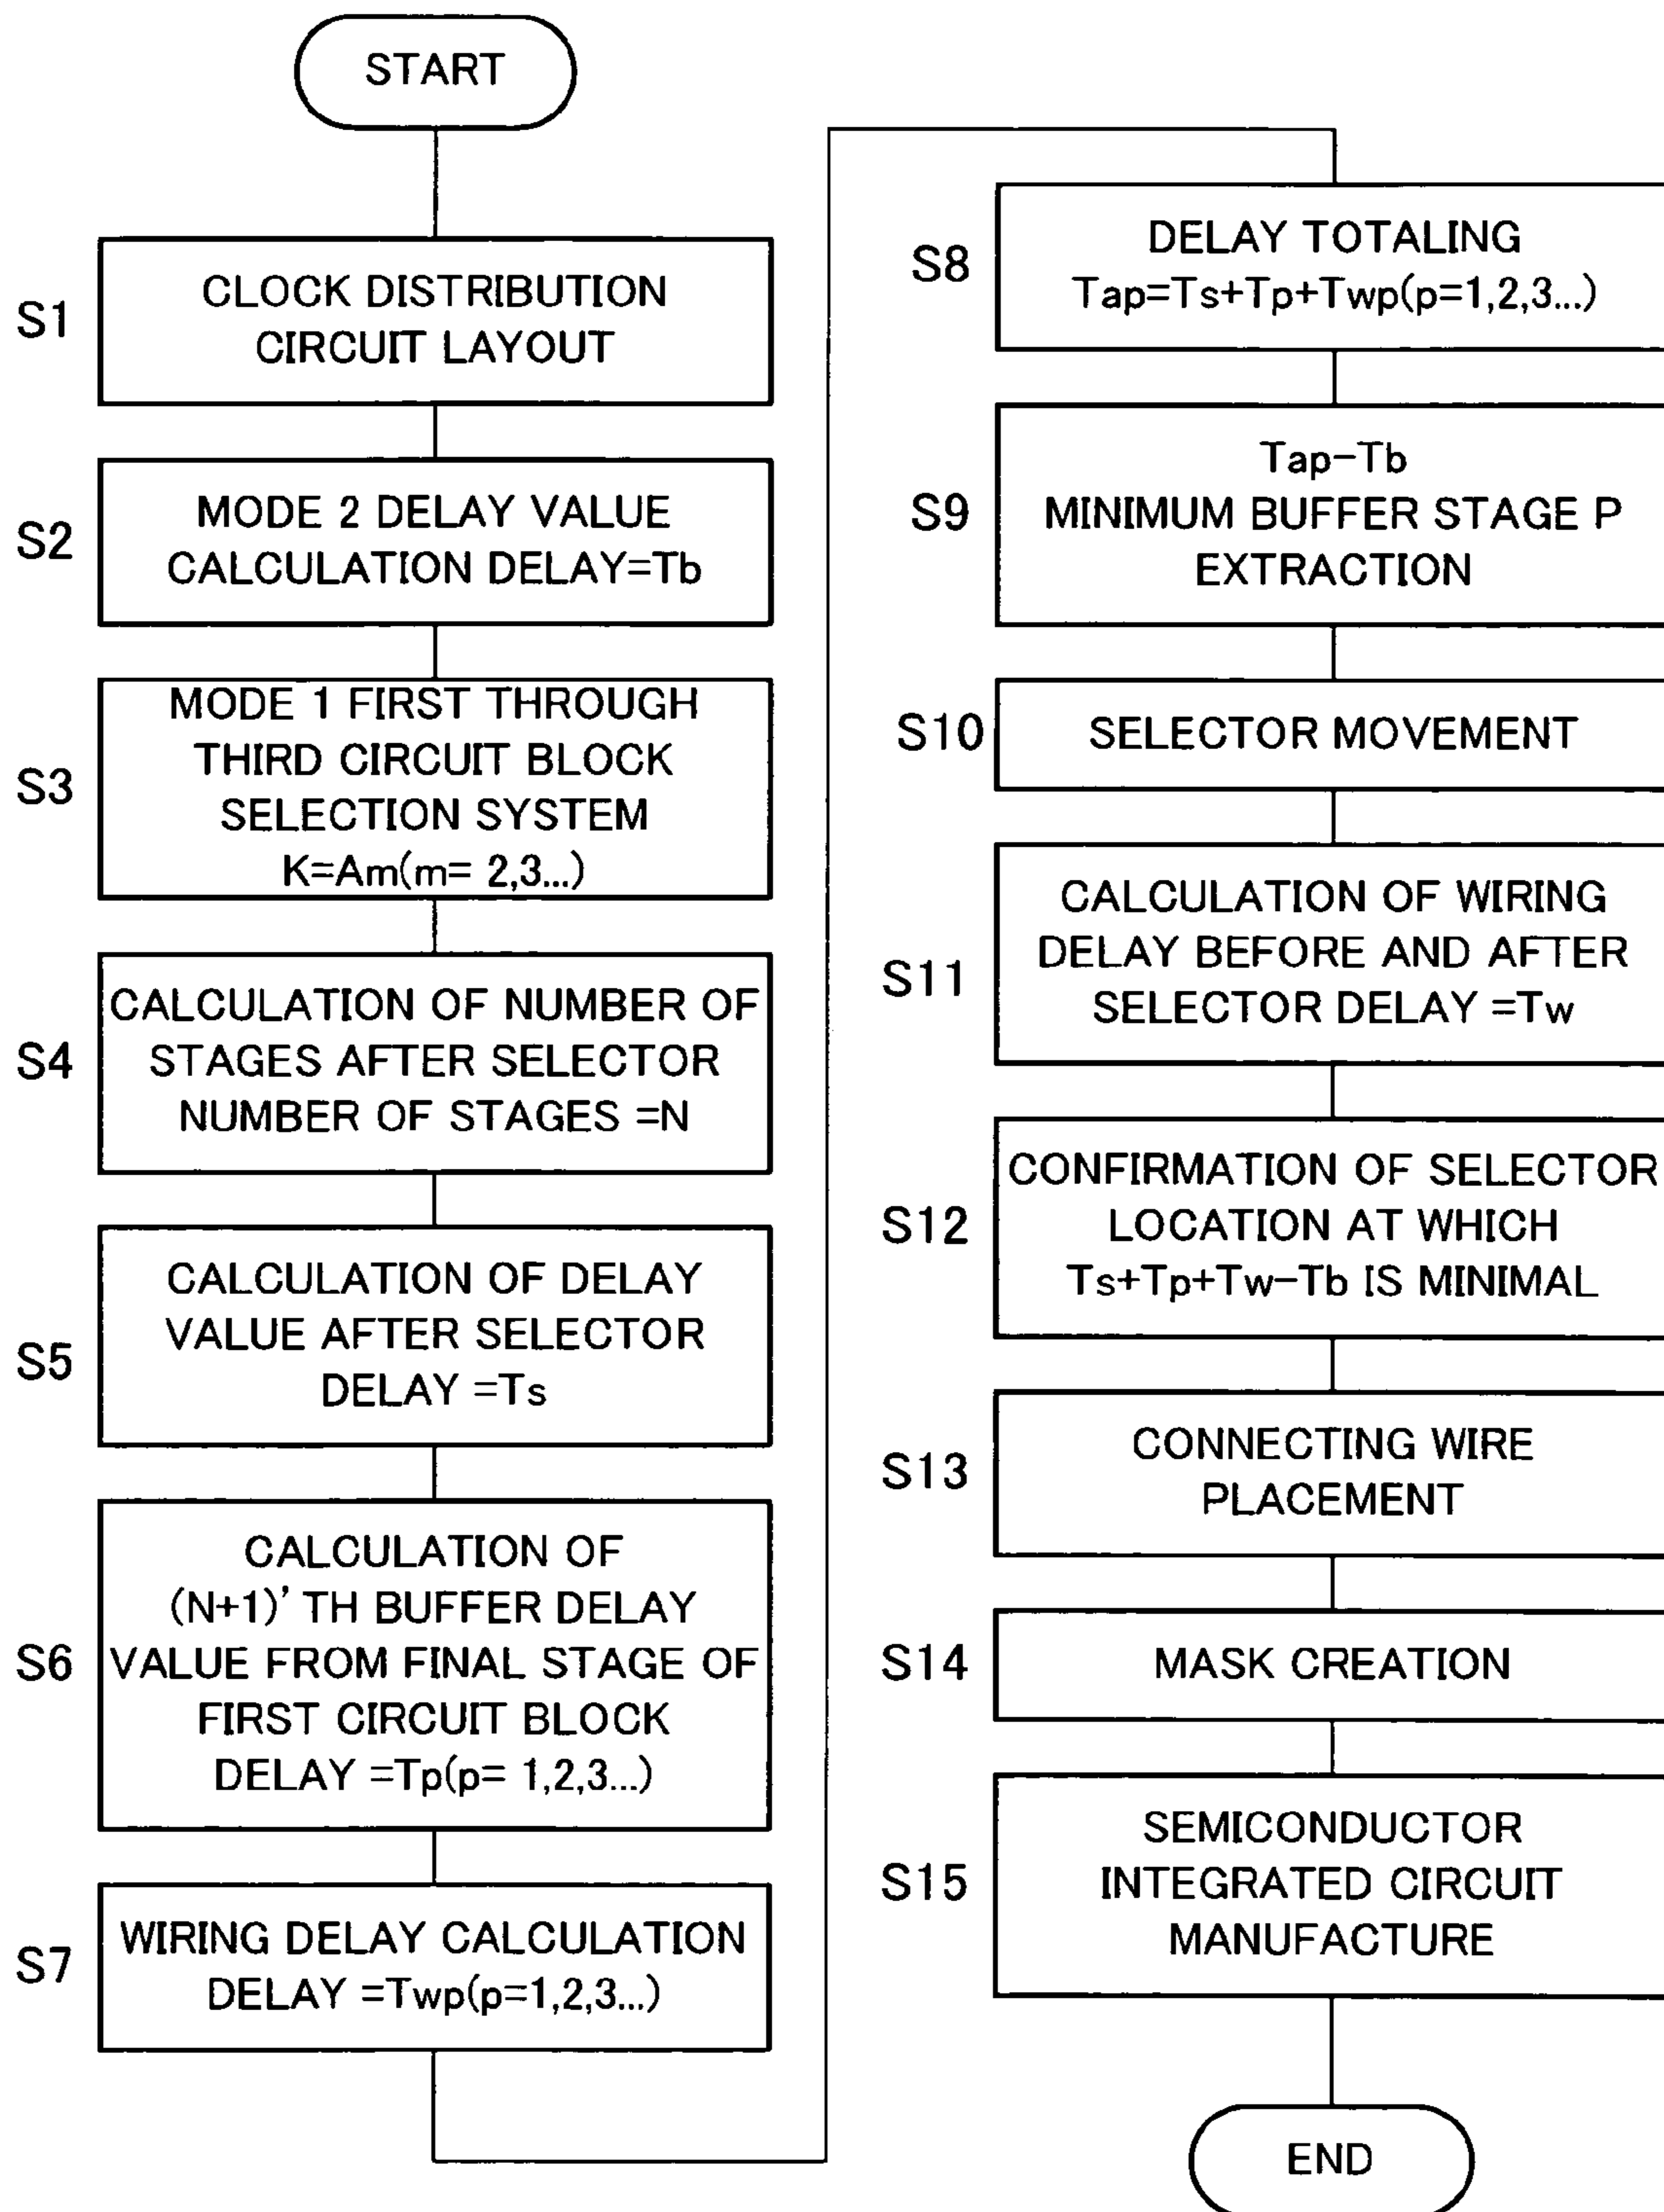 START
S1
CLOCK DISTRIBUTION
CIRCUIT LAYOUT
S2
MODE 2 DELAY VALUE
CALCULATION DELAY=Tb
S3
MODE 1 FIRST THROUGH
THIRD CIRCUIT BLOCK
SELECTION SYSTEM
K=Am(m= 2,3...)
S4
CALCULATION OF NUMBER OF
STAGES AFTER SELECTOR
NUMBER OF STAGES =N
S5
CALCULATION OF DELAY
VALUE AFTER SELECTOR
DELAY =Ts
S6
CALCULATION OF
(N+1)' TH BUFFER DELAY
VALUE FROM FINAL STAGE OF
FIRST CIRCUIT BLOCK
DELAY =Tp(p= 1,2,3...)
S7
WIRING DELAY CALCULATION
DELAY =Twp(p=1,2,3...)
S8
DELAY TOTALING
Tap=Ts+Tp+Twp(p=1,2,3...)
S9
Tap-Tb
MINIMUM BUFFER STAGE P
EXTRACTION
S10
SELECTOR MOVEMENT
S11
CALCULATION OF WIRING
DELAY BEFORE AND AFTER
SELECTOR DELAY =Tw
S12
CONFIRMATION OF SELECTOR
LOCATION AT WHICH
Ts+Tp+Tw-Tb IS MINIMAL
S13
CONNECTING WIRE
PLACEMENT
S14
MASK CREATION
S15
SEMICONDUCTOR
INTEGRATED CIRCUIT
MANUFACTURE
END